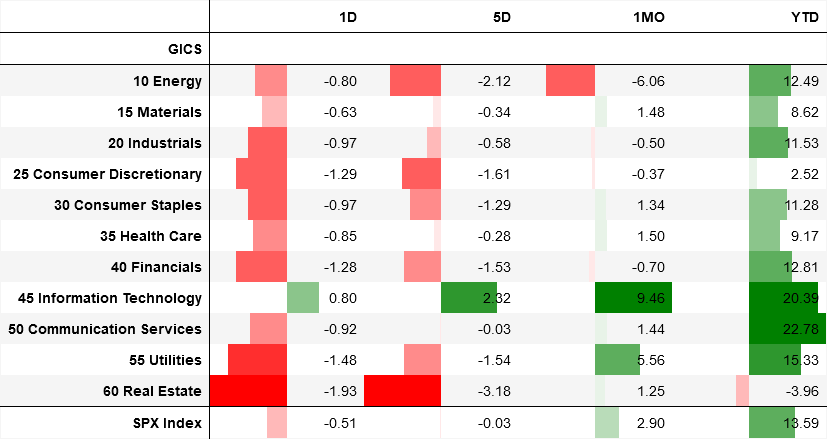 1D 5D 1MO YTD
GICS
10 Energy -0.80 -2.12 -6.06 12.49
15 Materials -0.63 -0.34 1.48 8.62
20 Industrials -0.97 -0.58 -0.50 11.53
25 Consumer Discretionary -1.29 -1.61 -0.37 2.52
30 Consumer Staples -0.97 -1.29 1.34 11.28
35 Health Care -0.85 -0.28 1.50 9.17
40 Financials -1.28 -1.53 -0.70 12.81
45 Information Technology 0.80 2.32 9.46 20.39
50 Communication Services -0.92 -0.03 1.44 22.78
55 Utilities -1.48 -1.54 5.56 15.33
60 Real Estate -1.93 -3.18 1.25 -3.96
SPX Index -0.51 -0.03 2.90 13.59